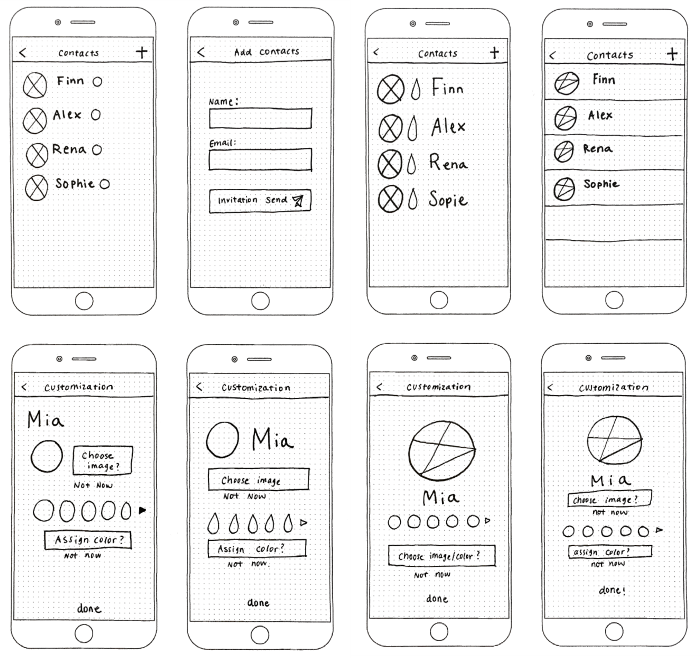 < Contacts +
Finn
Alex
Rena
Sophie
< Add Contacts
Name:
Email:
Invitation Send
< Contacts +
Finn
Alex
Rena
Sopie
< Contacts +
Finn
Alex
Rena
Sophie
< Customization
Mia
Choose
image?
Not Now
Assign color?
Not now
done
< Customization
Mia
Choose image
Not Now
Assign color?
Not now.
done
< Customization
Mia
Choose image/color?
Not now
done
< Customization
Mia
Choose image?
not now
assign color?
not now
done!